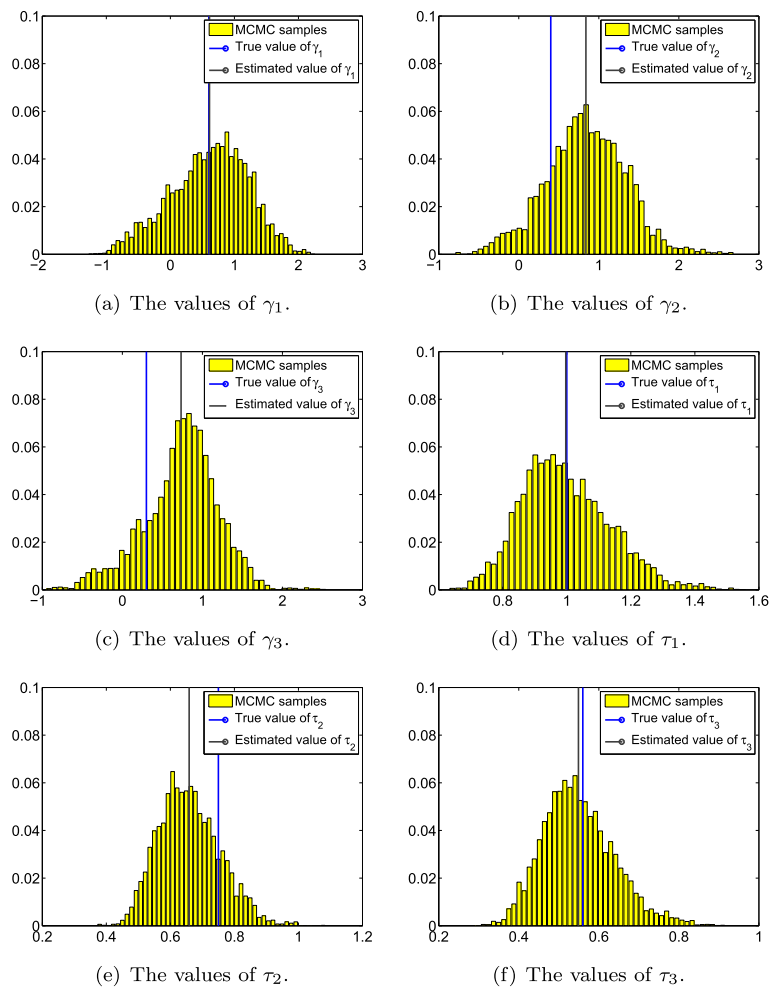 0.1
0.08
0.06
0.04
0.02
0
−2 −1 0 1 2 3
MCMC samples
True value of γ1
Estimated value of γ1
(a) The values of γ1.
0.1
0.08
0.06
0.04
0.02
0
−1 0 1 2 3
MCMC samples
True value of γ2
Estimated value of γ2
(b) The values of γ2.
0.1
0.08
0.06
0.04
0.02
0
−1 0 1 2 3
MCMC samples
True value of γ3
Estimated value of γ3
(c) The values of γ3.
0.1
0.08
0.06
0.04
0.02
0
0.8 1 1.2 1.4 1.6
MCMC samples
True value of τ1
Estimated value of τ1
(d) The values of τ1.
0.1
0.08
0.06
0.04
0.02
0
0.2 0.4 0.6 0.8 1 1.2
MCMC samples
True value of τ2
Estimated value of τ2
(e) The values of τ2.
0.1
0.08
0.06
0.04
0.02
0
0.2 0.4 0.6 0.8 1
MCMC samples
True value of τ3
Estimated value of τ3
(f) The values of τ3.